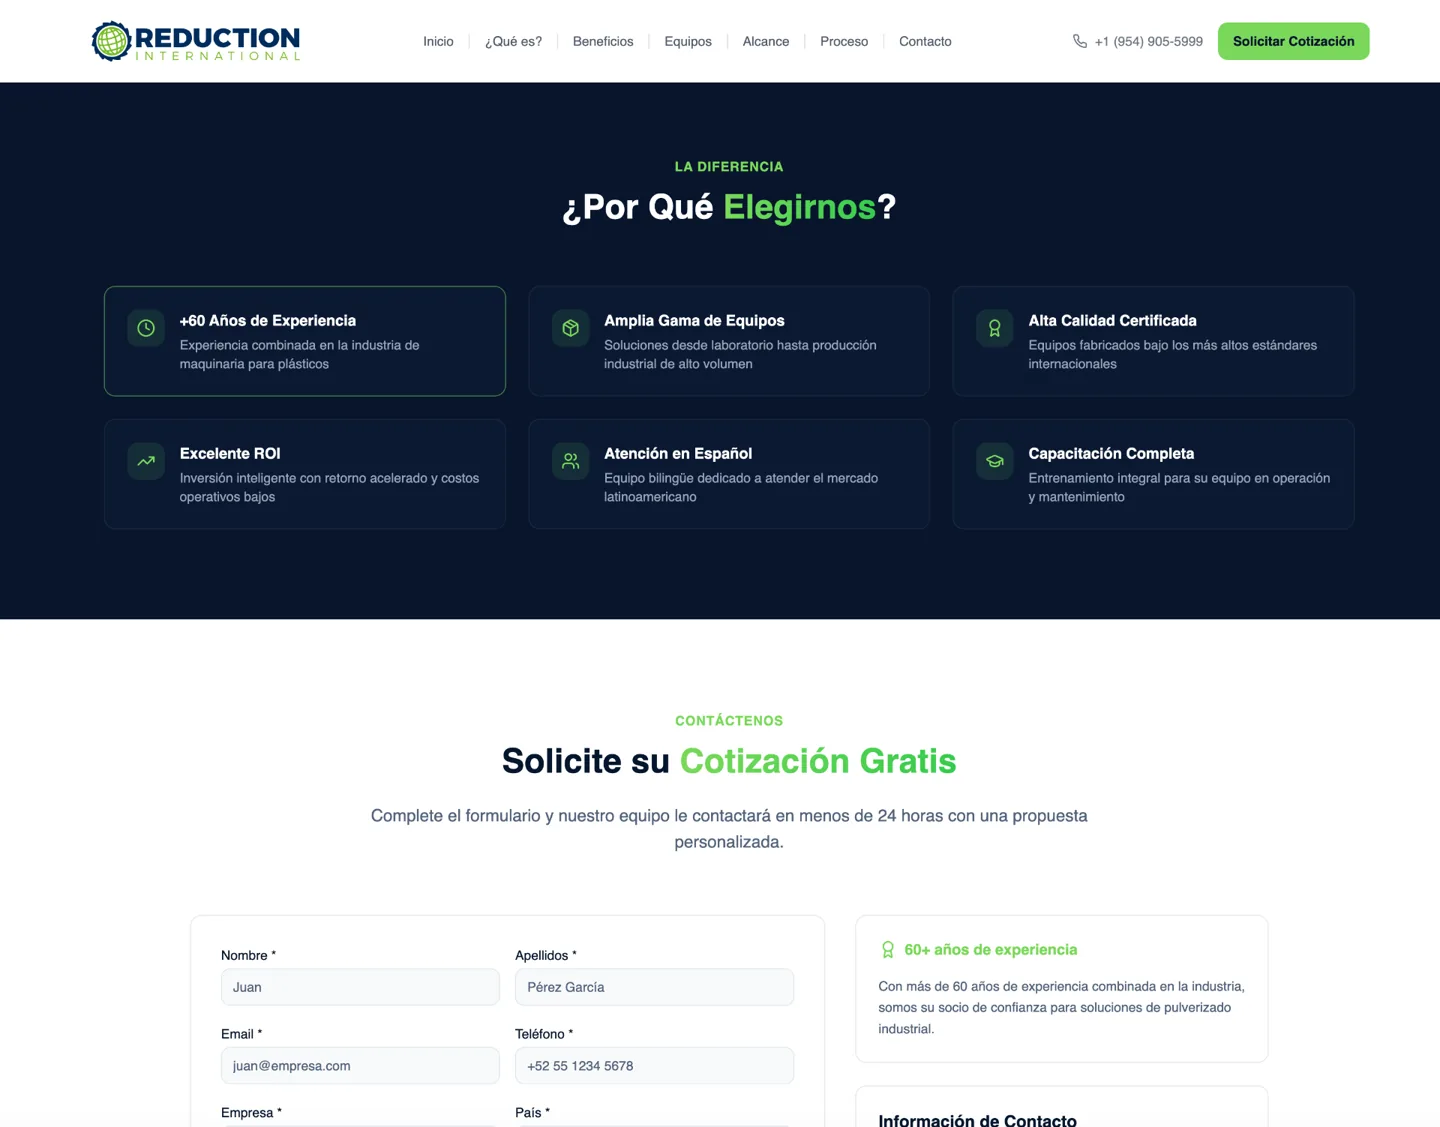 REDUCTION
INTERNATIONAL
Inicio
¿Qué es?
Beneficios
Equipos
Alcance
Proceso
Contacto
+1 (954) 905-5999
Solicitar Cotización
LA DIFERENCIA
¿Por Qué Elegirnos?
+60 Años de Experiencia
Experiencia combinada en la industria de
maquinaria para plásticos
Amplia Gama de Equipos
Soluciones desde laboratorio hasta producción
industrial de alto volumen
Alta Calidad Certificada
Equipos fabricados bajo los más altos estándares
internacionales
Excelente ROI
Inversión inteligente con retorno acelerado y costos
operativos bajos
Atención en Español
Equipo bilingüe dedicado a atender el mercado
latinoamericano
Capacitación Completa
Entrenamiento integral para su equipo en operación
y mantenimiento
CONTÁCTENOS
Solicite su Cotización Gratis
Complete el formulario y nuestro equipo le contactará en menos de 24 horas con una propuesta
personalizada.
Nombre *
Juan
Apellidos *
Pérez García
Email *
juan@empresa.com
Teléfono *
+52 55 1234 5678
Empresa *
País *
60+ años de experiencia
Con más de 60 años de experiencia combinada en la industria,
somos su socio de confianza para soluciones de pulverizado
industrial.
Información de Contacto